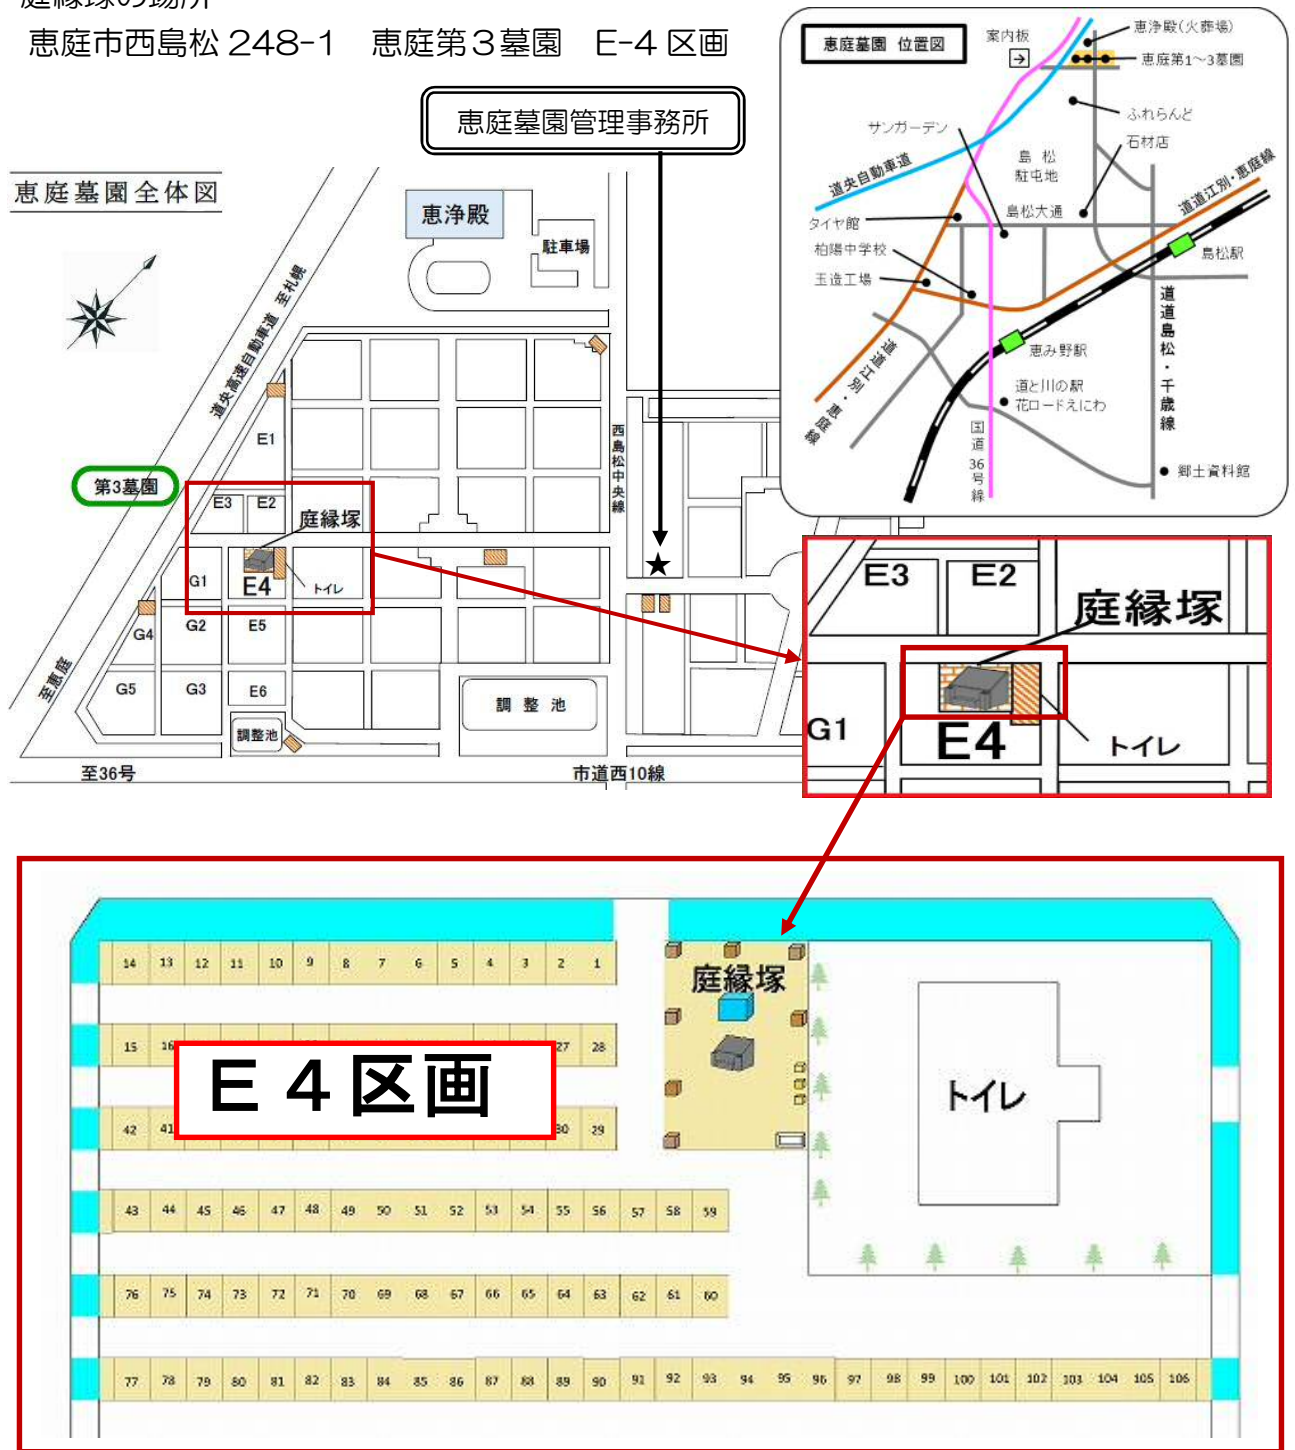 庭縁塚の場所
恵庭市西島松 248-1 恵庭第３墓園 E-4 区画
恵庭墓園管理事務所
恵庭墓園全体図
恵浄殿
駐車場
道央高速自動車道 至札幌
西島松中央線
第3墓園
E1
E3
E2
庭縁塚
G1
E4
トイレ
G4
G2
E5
G5
G3
E6
調整池
調整池
至恵庭
至36号
市道西10線
恵庭墓園 位置図
案内板
恵浄殿(火葬場)
恵庭第1～3墓園
ふれらんど
石材店
サンガーデン
島松
駐屯地
道央自動車道
島松大通
道道江別・恵庭線
タイヤ館
柏陽中学校
玉造工場
島松駅
恵み野駅
道道江別・恵庭線
道と川の駅
花ロードえにわ
国道36号線
道道島松・千歳線
郷土資料館
E3
E2
庭縁塚
G1
E4
トイレ
14 13 12 11 10 9 8 7 6 5 4 3 2 1
庭縁塚
15 16 27 28
Ｅ４区画
トイレ
42 41 30 29
43 44 45 46 47 48 49 50 51 52 53 54 55 56 57 58 59
76 75 74 73 72 71 70 69 68 67 66 65 64 63 62 61 60
77 78 79 80 81 82 83 84 85 86 87 88 89 90 91 92 93 94 95 96 97 98 99 100 101 102 103 104 105 106